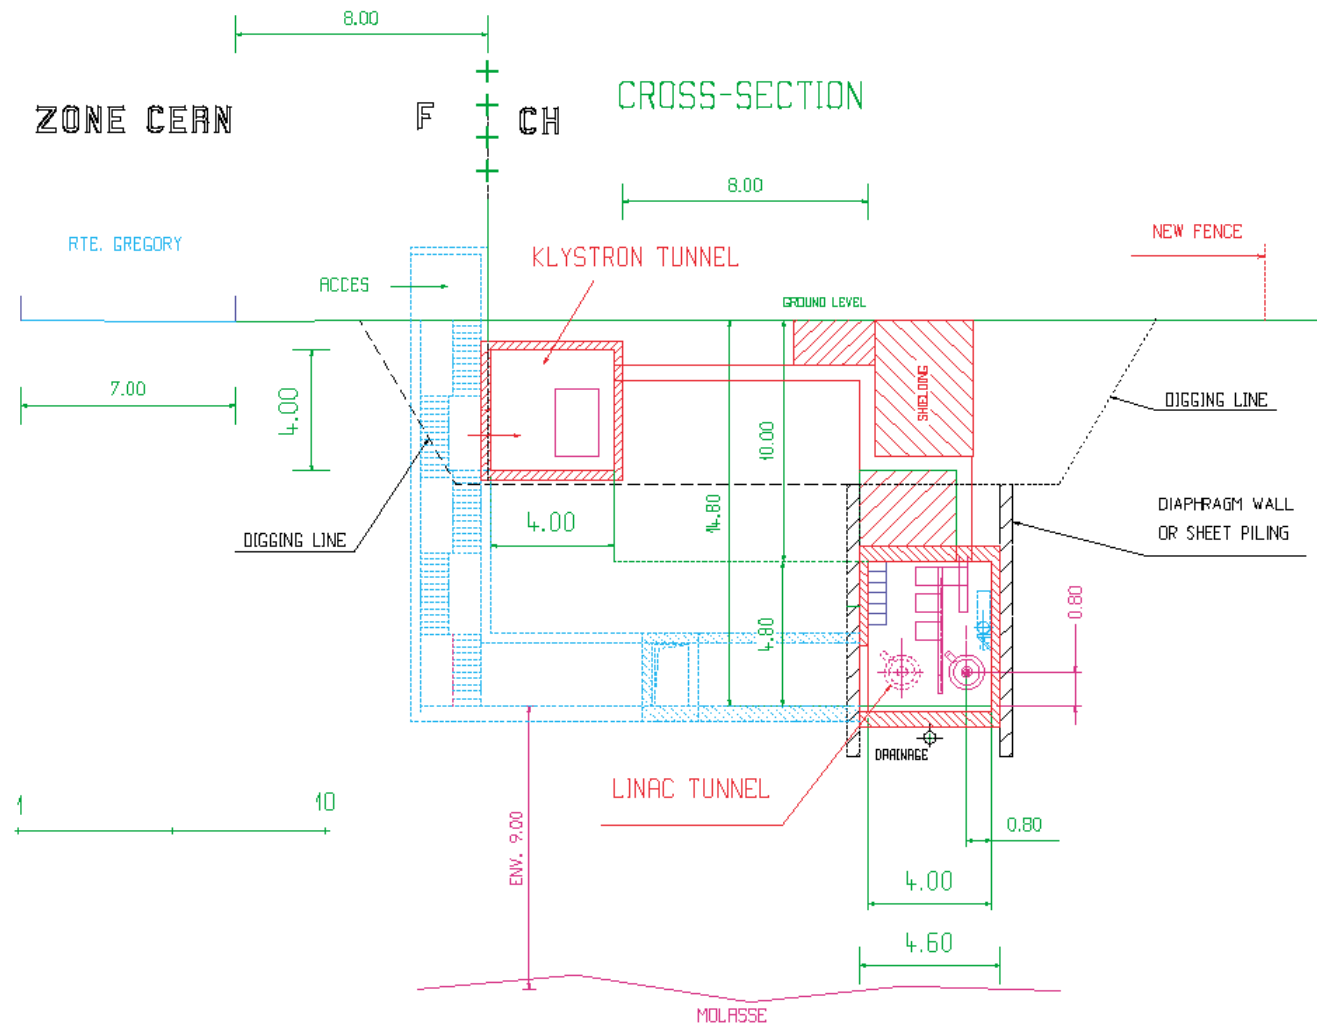 8.00
CROSS-SECTION
ZONE CERN
F
CH
8.00
RTE. GREGORY
NEW FENCE
KLYSTRON TUNNEL
ACCES
GROUND LEVEL
7.00
4.00
SHIELDING
DIGGING LINE
10.00
14.80
4.00
DIGGING LINE
DIAPHRAGM WALL
OR SHEET PILING
0.80
4.80
DRAINAGE
LINAC TUNNEL
1
10
ENV. 9.00
0.80
4.00
4.60
MOLASSE